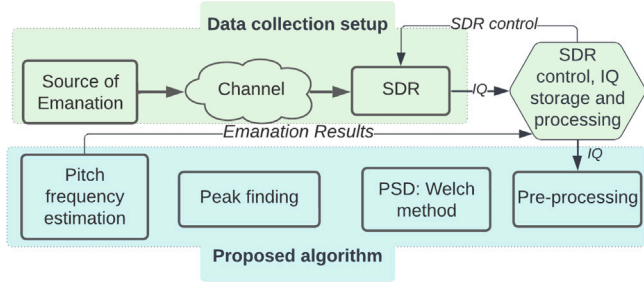 Data collection setup
SDR control
Source of
Emanation
Channel
SDR
IQ
SDR
control, IQ
storage and
processing
Emanation Results
IQ
Pitch
frequency
estimation
Peak finding
PSD: Welch
method
Pre-processing
Proposed algorithm